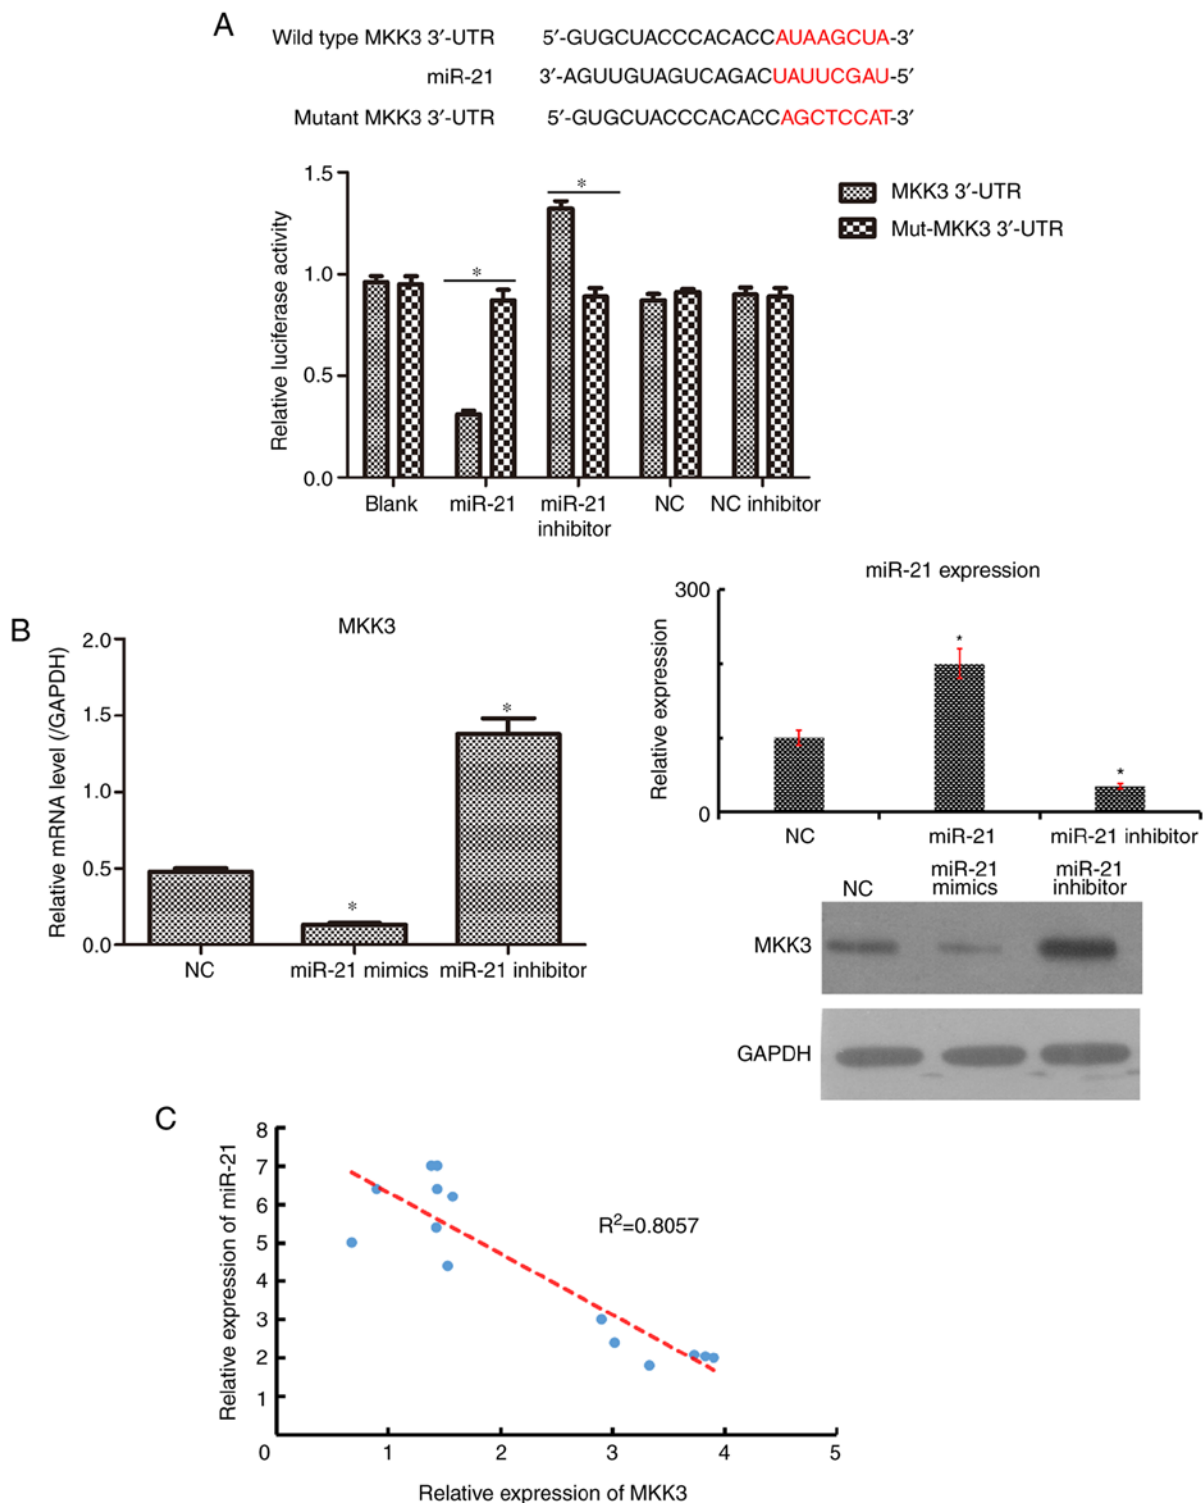 A
Wild type MKK3 3′-UTR 5′-GUGCUACCCACACCAUAAGCUA-3′
miR-21 3′-AGUUGUAGUCAGACUAUUCGAU-5′
Mutant MKK3 3′-UTR 5′-GUGCUACCCACACCAGCTCCAT-3′
Relative luciferase activity
1.5
1.0
0.5
0.0
*
*
Blank miR-21 miR-21 inhibitor NC NC inhibitor
MKK3 3′-UTR
Mut-MKK3 3′-UTR
B
MKK3
Relative mRNA level (/GAPDH)
2.0
1.5
1.0
0.5
0.0
*
*
NC miR-21 mimics miR-21 inhibitor
miR-21 expression
Relative expression
300
0
*
*
NC miR-21 miR-21 inhibitor
NC miR-21 mimics miR-21 inhibitor
MKK3
GAPDH
C
Relative expression of miR-21
8
7
6
5
4
3
2
1
R²=0.8057
0 1 2 3 4 5
Relative expression of MKK3